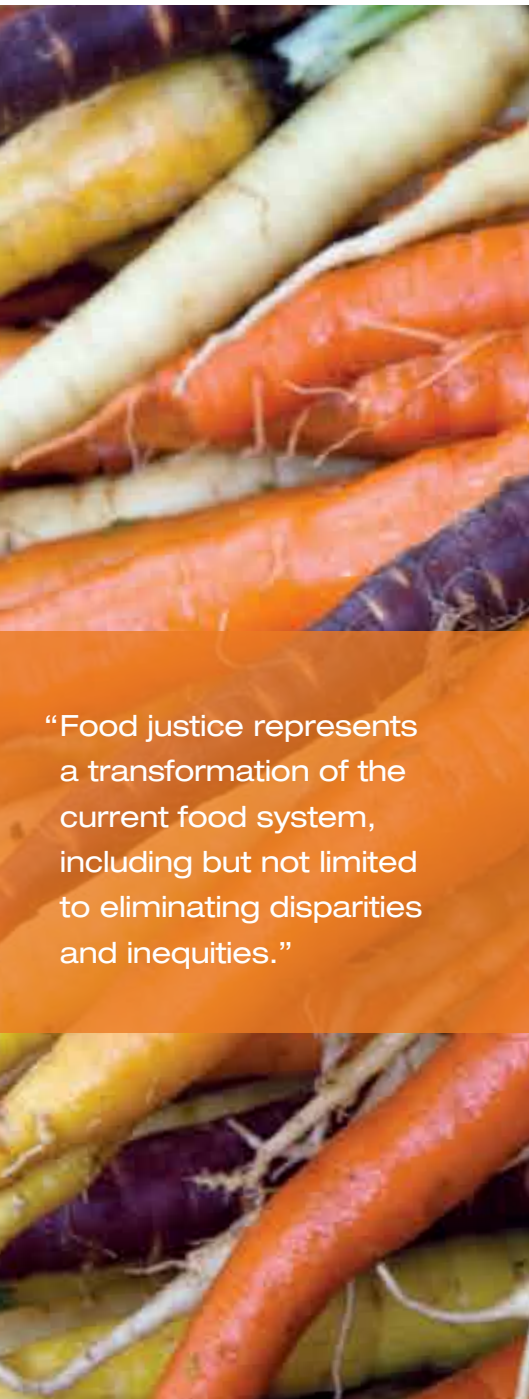 “Food justice represents
a transformation of the
current food system,
including but not limited
to eliminating disparities
and inequities.”